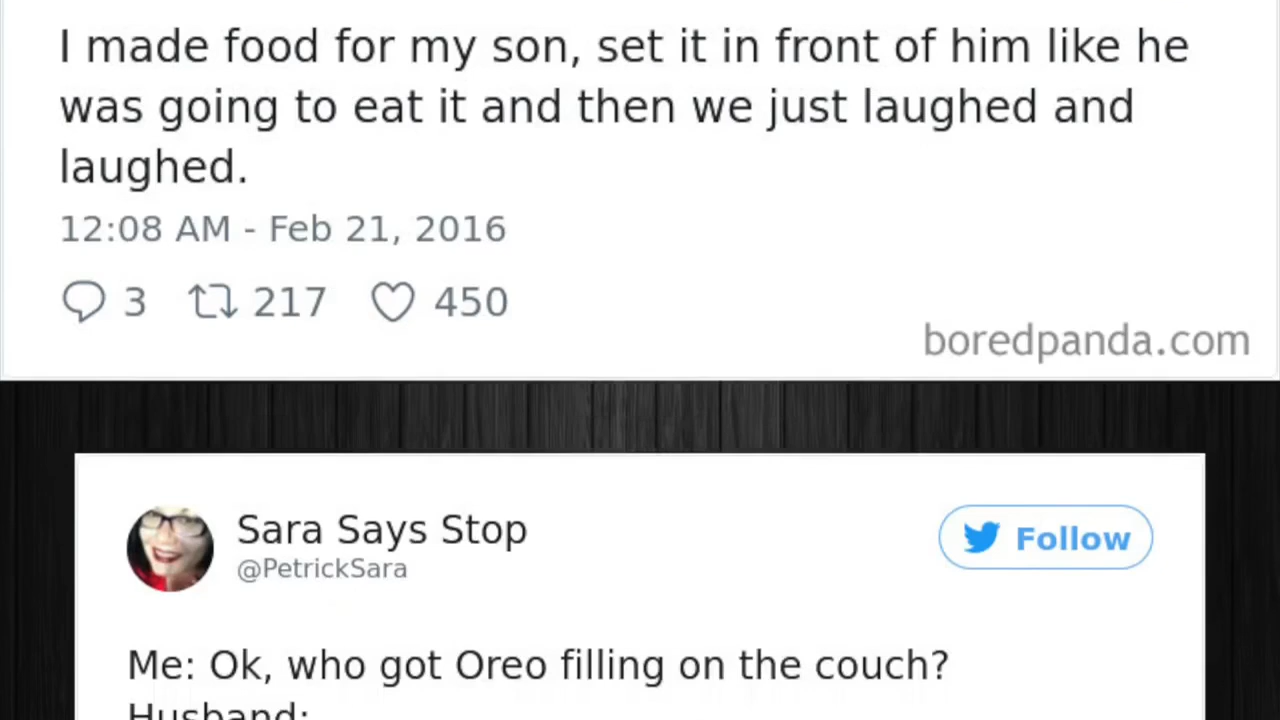 I made food for my son, set it in front of him like he
was going to eat it and then we just laughed and
laughed.
12:08 AM - Feb 21, 2016
3 217 450
boredpanda.com
Sara Says Stop
Follow
@PetrickSara
Me: Ok, who got Oreo filling on the couch?
Husband: